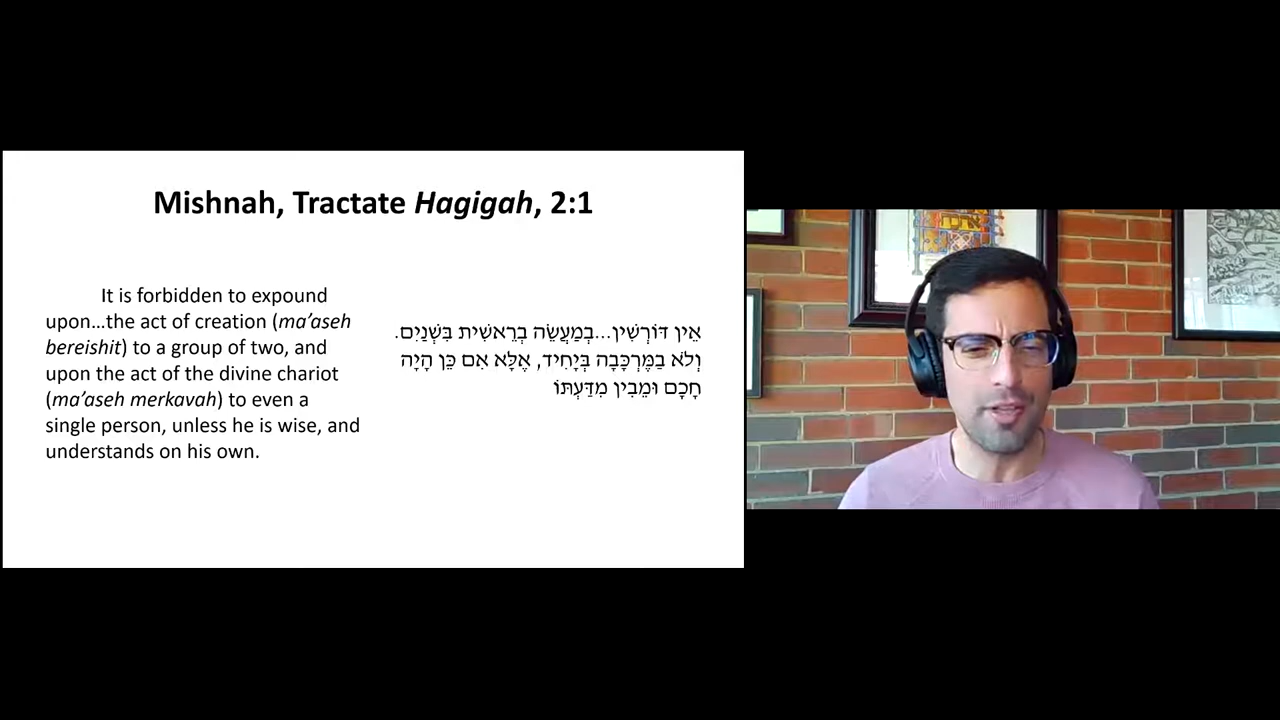 Mishnah, Tractate Hagigah, 2:1
It is forbidden to expound
upon...the act of creation (ma’aseh
bereishit) to a group of two, and
upon the act of the divine chariot
(ma’aseh merkavah) to even a
single person, unless he is wise, and
understands on his own.
אֵין דּוֹרְשִׁין...בְּמַעֲשֵׂה בְרֵאשִׁית בִּשְׁנַיִם.
וְלֹא בַמֶּרְכָּבָה בְּיָחִיד, אֶלָּא אִם כֵּן הָיָה
חָכָם וּמֵבִין מִדַּעְתּוֹ